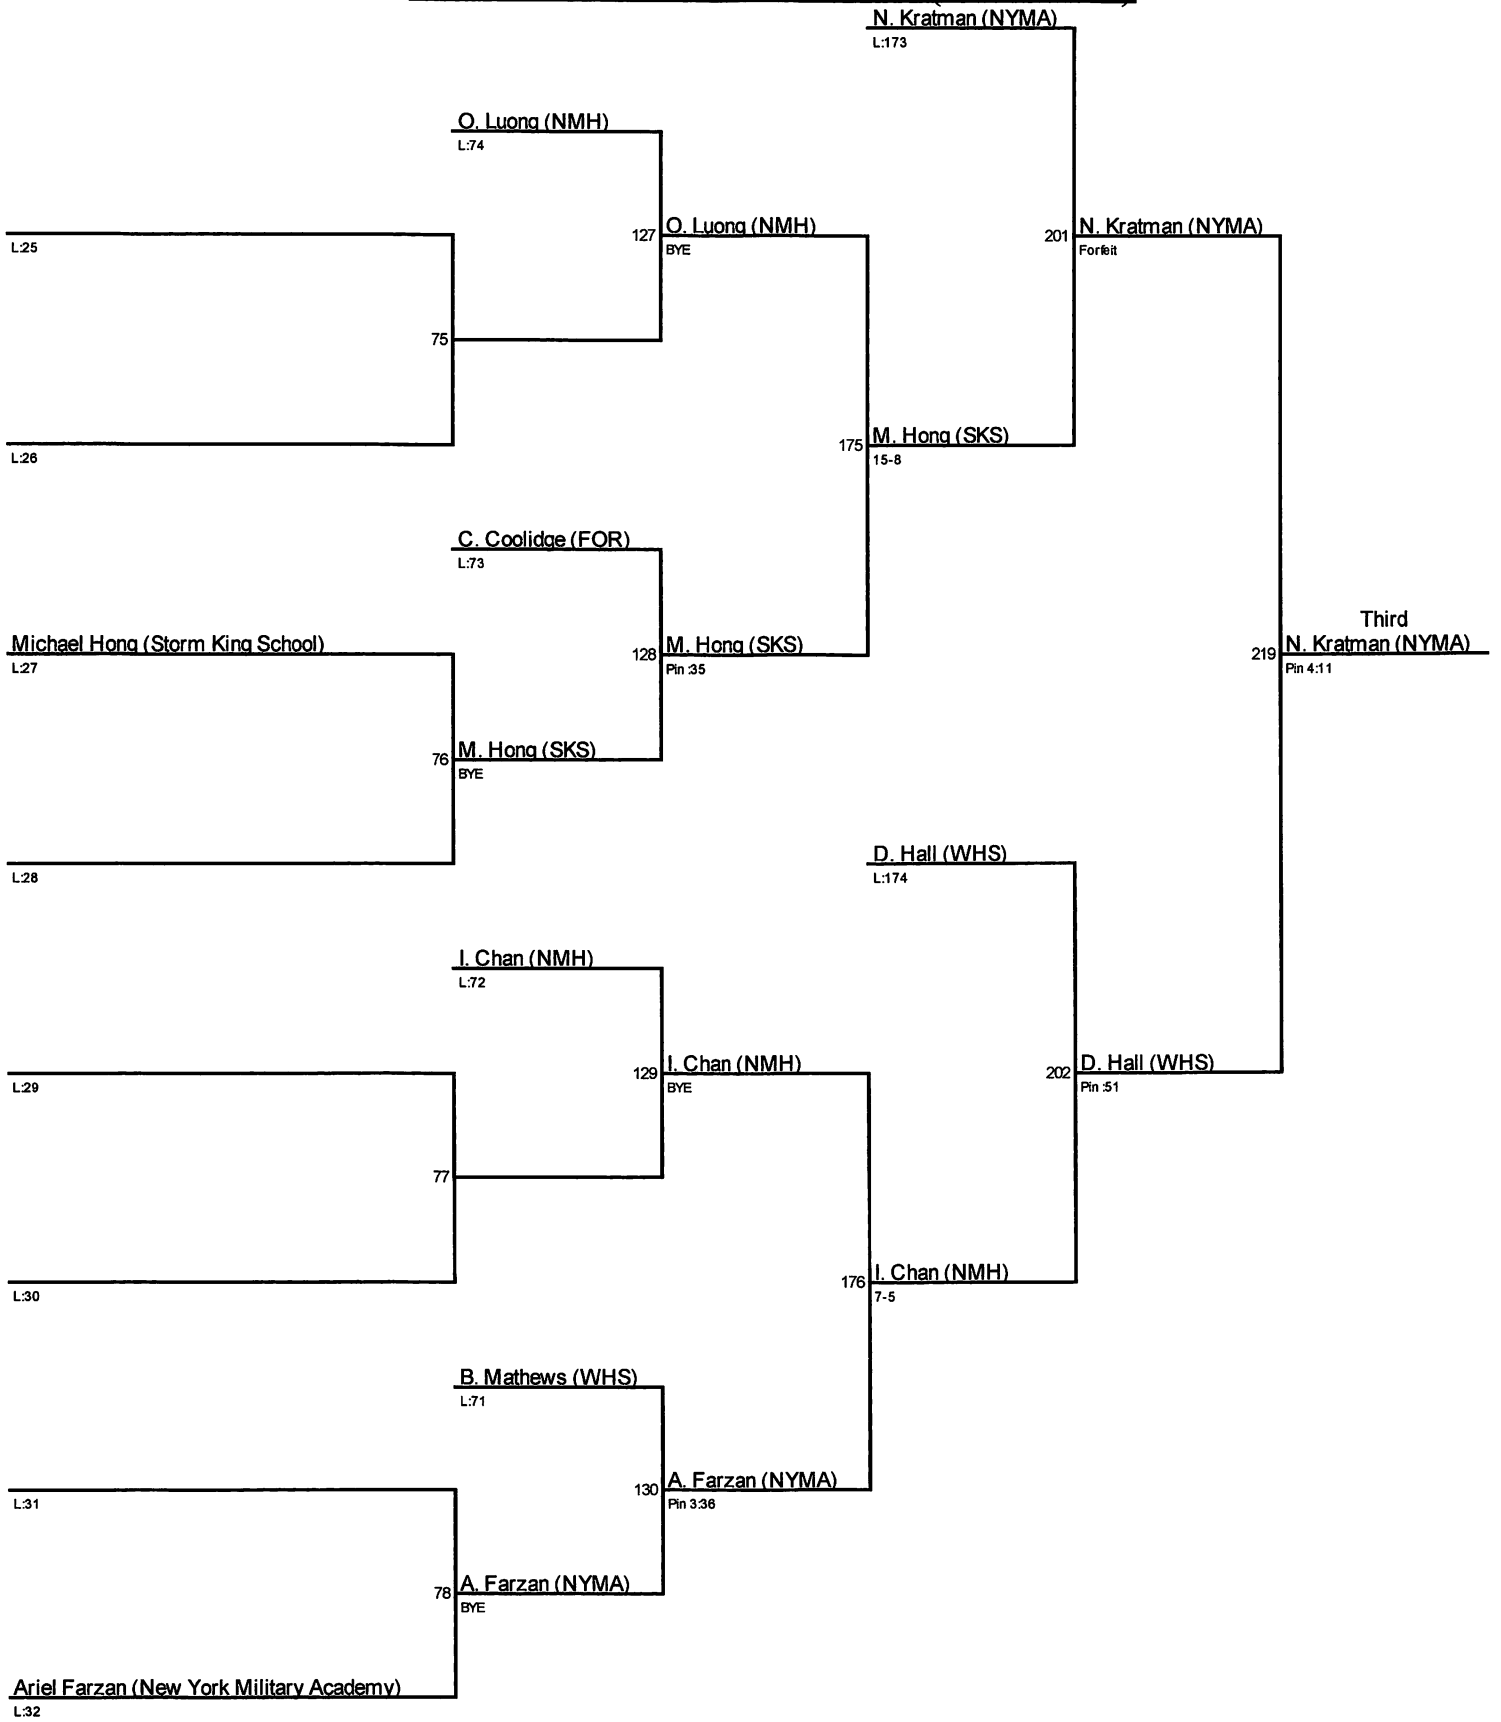 N. Kratman (NYMA)
L:173
O. Luong (NMH)
L:74
127 O. Luong (NMH)
BYE
201 N. Kratman (NYMA)
Forfeit
L:25
75
175 M. Hong (SKS)
15-8
L:26
C. Coolidge (FOR)
L:73
Third
Michael Hong (Storm King School)
L:27
128 M. Hong (SKS)
Pin :35
219 N. Kratman (NYMA)
Pin 4:11
76 M. Hong (SKS)
BYE
D. Hall (WHS)
L:174
L:28
I. Chan (NMH)
L:72
129 I. Chan (NMH)
BYE
202 D. Hall (WHS)
Pin :51
L:29
77
176 I. Chan (NMH)
7-5
L:30
B. Mathews (WHS)
L:71
130 A. Farzan (NYMA)
Pin 3:36
L:31
78 A. Farzan (NYMA)
BYE
Ariel Farzan (New York Military Academy)
L:32